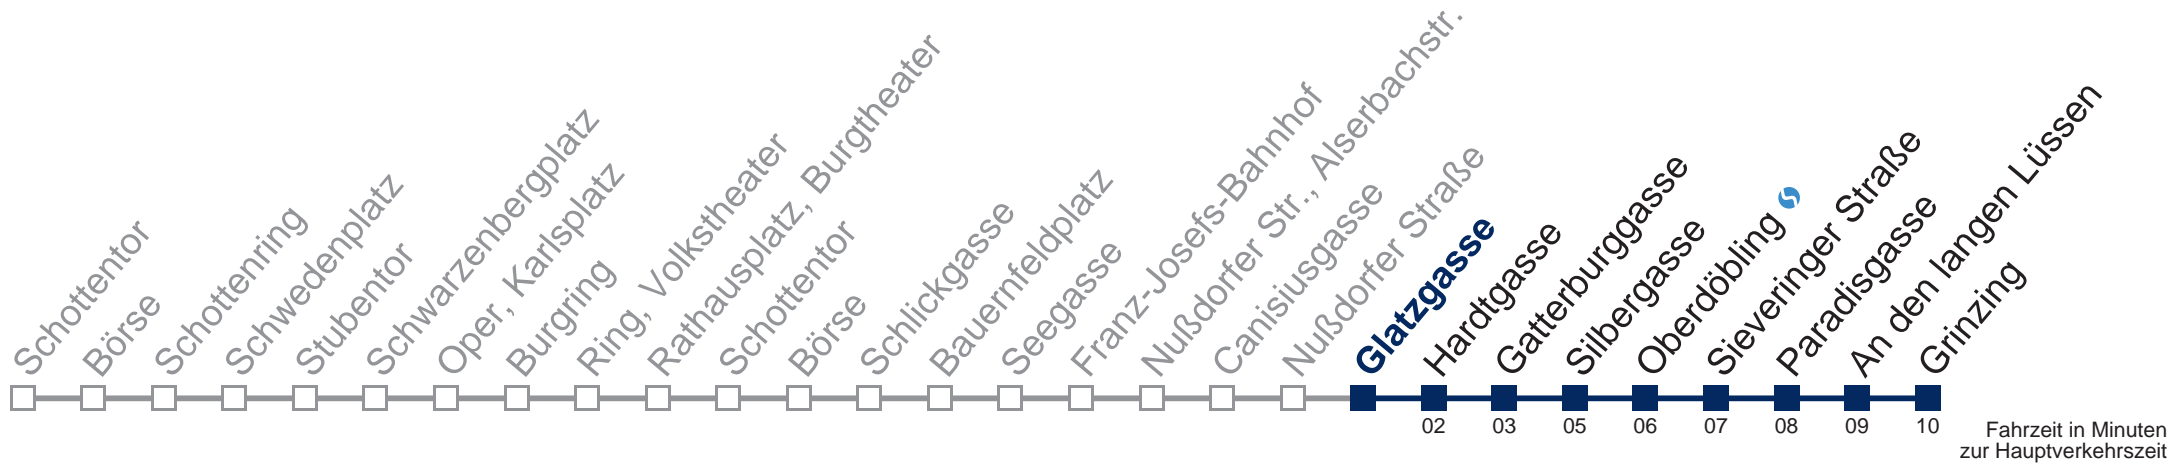 Schottentor
Börse
Schottenring
Schwedenplatz
Stubentor
Schwarzenbergplatz
Oper, Karlsplatz
Burgring
Ring, Volkstheater
Rathausplatz, Burgtheater
Schottentor
Börse
Schlickgasse
Bauernfeldplatz
Seegasse
Franz-Josefs-Bahnhof
Nußdorfer Str., Alserbachstr.
Canisiusgasse
Nußdorfer Straße
Glatzgasse
Hardtgasse
Gatterburggasse
Silbergasse
Oberdöbling
Sieveringer Straße
Paradisgasse
An den langen Lüssen
Grinzing
02 03 05 06 07 08 09 10
Fahrzeit in Minuten
zur Hauptverkehrszeit